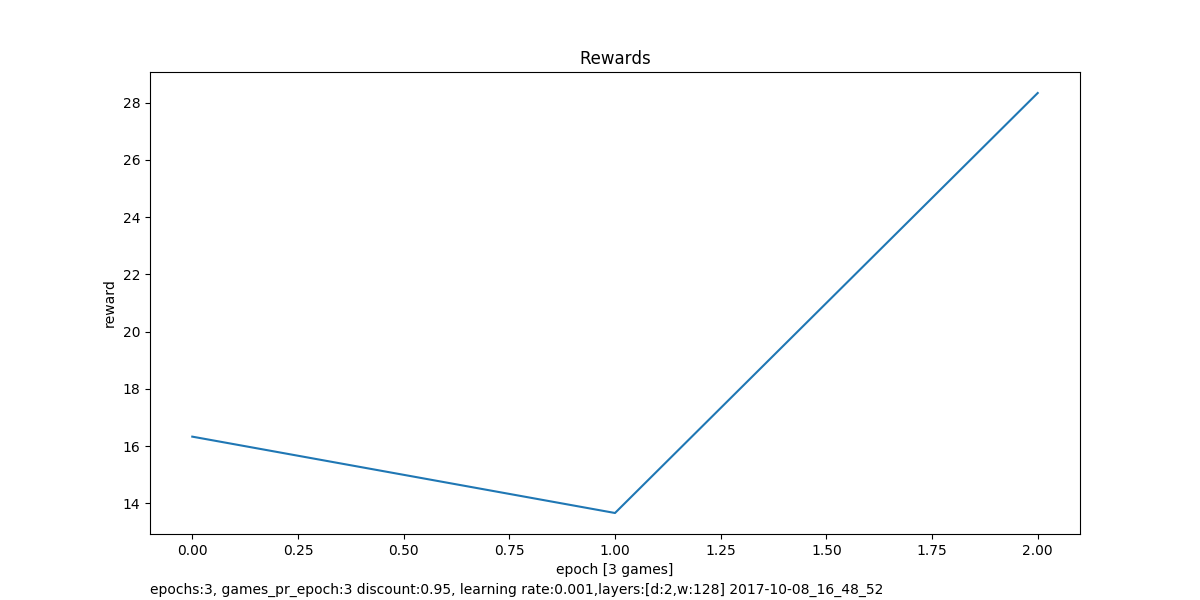 Rewards
28
26
24
22
20
18
16
14
reward
0.00 0.25 0.50 0.75 1.00 1.25 1.50 1.75 2.00
epoch [3 games]
epochs:3, games_pr_epoch:3 discount:0.95, learning rate:0.001,layers:[d:2,w:128] 2017-10-08_16_48_52